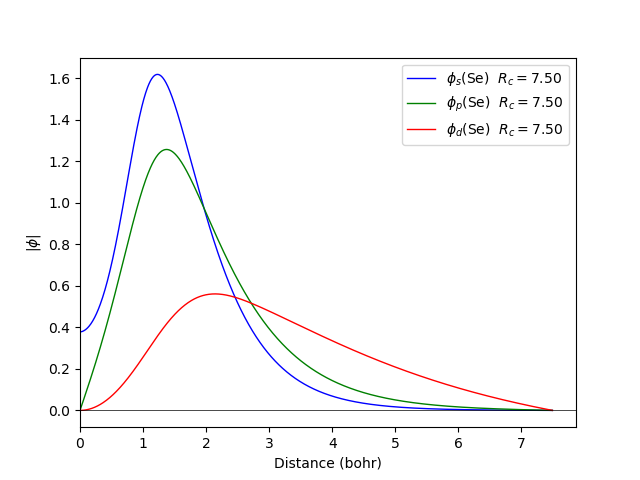 ϕs(Se) Rc = 7.50
ϕp(Se) Rc = 7.50
ϕd(Se) Rc = 7.50
1.6
1.4
1.2
1.0
0.8
0.6
0.4
0.2
0.0
|ϕ|
0 1 2 3 4 5 6 7
Distance (bohr)